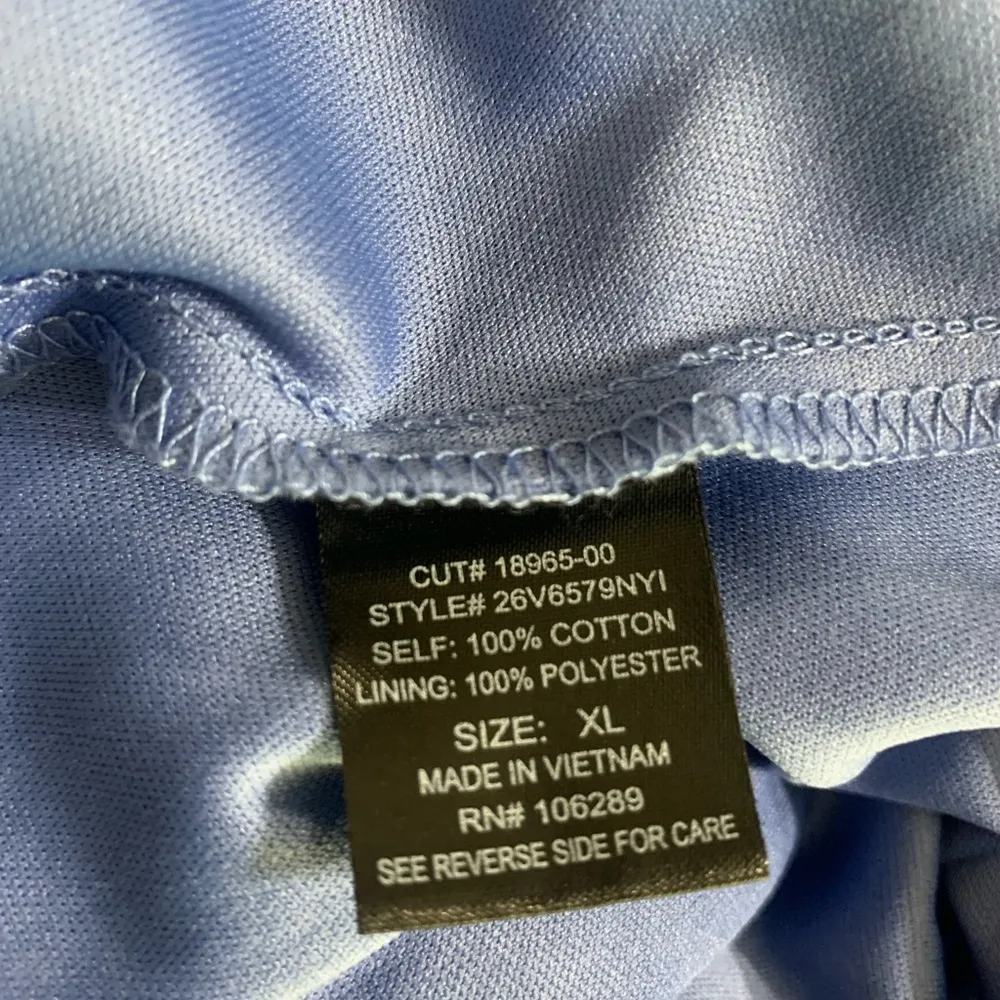 CUT# 18965-00
STYLE# 26V6579NYI
SELF: 100% COTTON
LINING: 100% POLYESTER
SIZE: XL
MADE IN VIETNAM
RN# 106289
SEE REVERSE SIDE FOR CARE